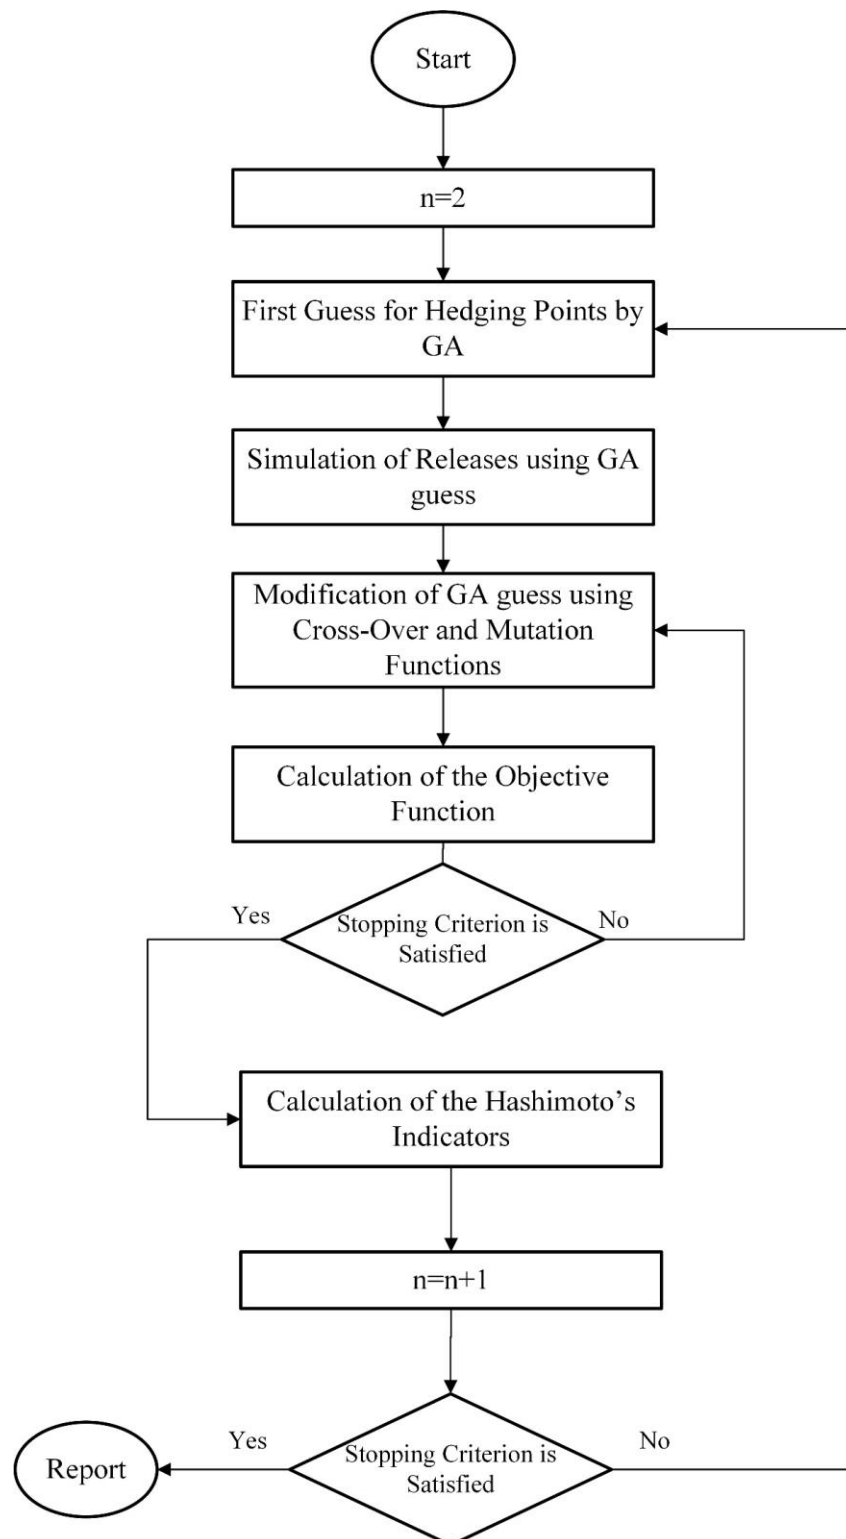 Start
n=2
First Guess for Hedging Points by
GA
Simulation of Releases using GA
guess
Modification of GA guess using
Cross-Over and Mutation
Functions
Calculation of the Objective
Function
Yes
Stopping Criterion is
Satisfied
No
Calculation of the Hashimoto’s
Indicators
n=n+1
Report
Yes
Stopping Criterion is
Satisfied
No